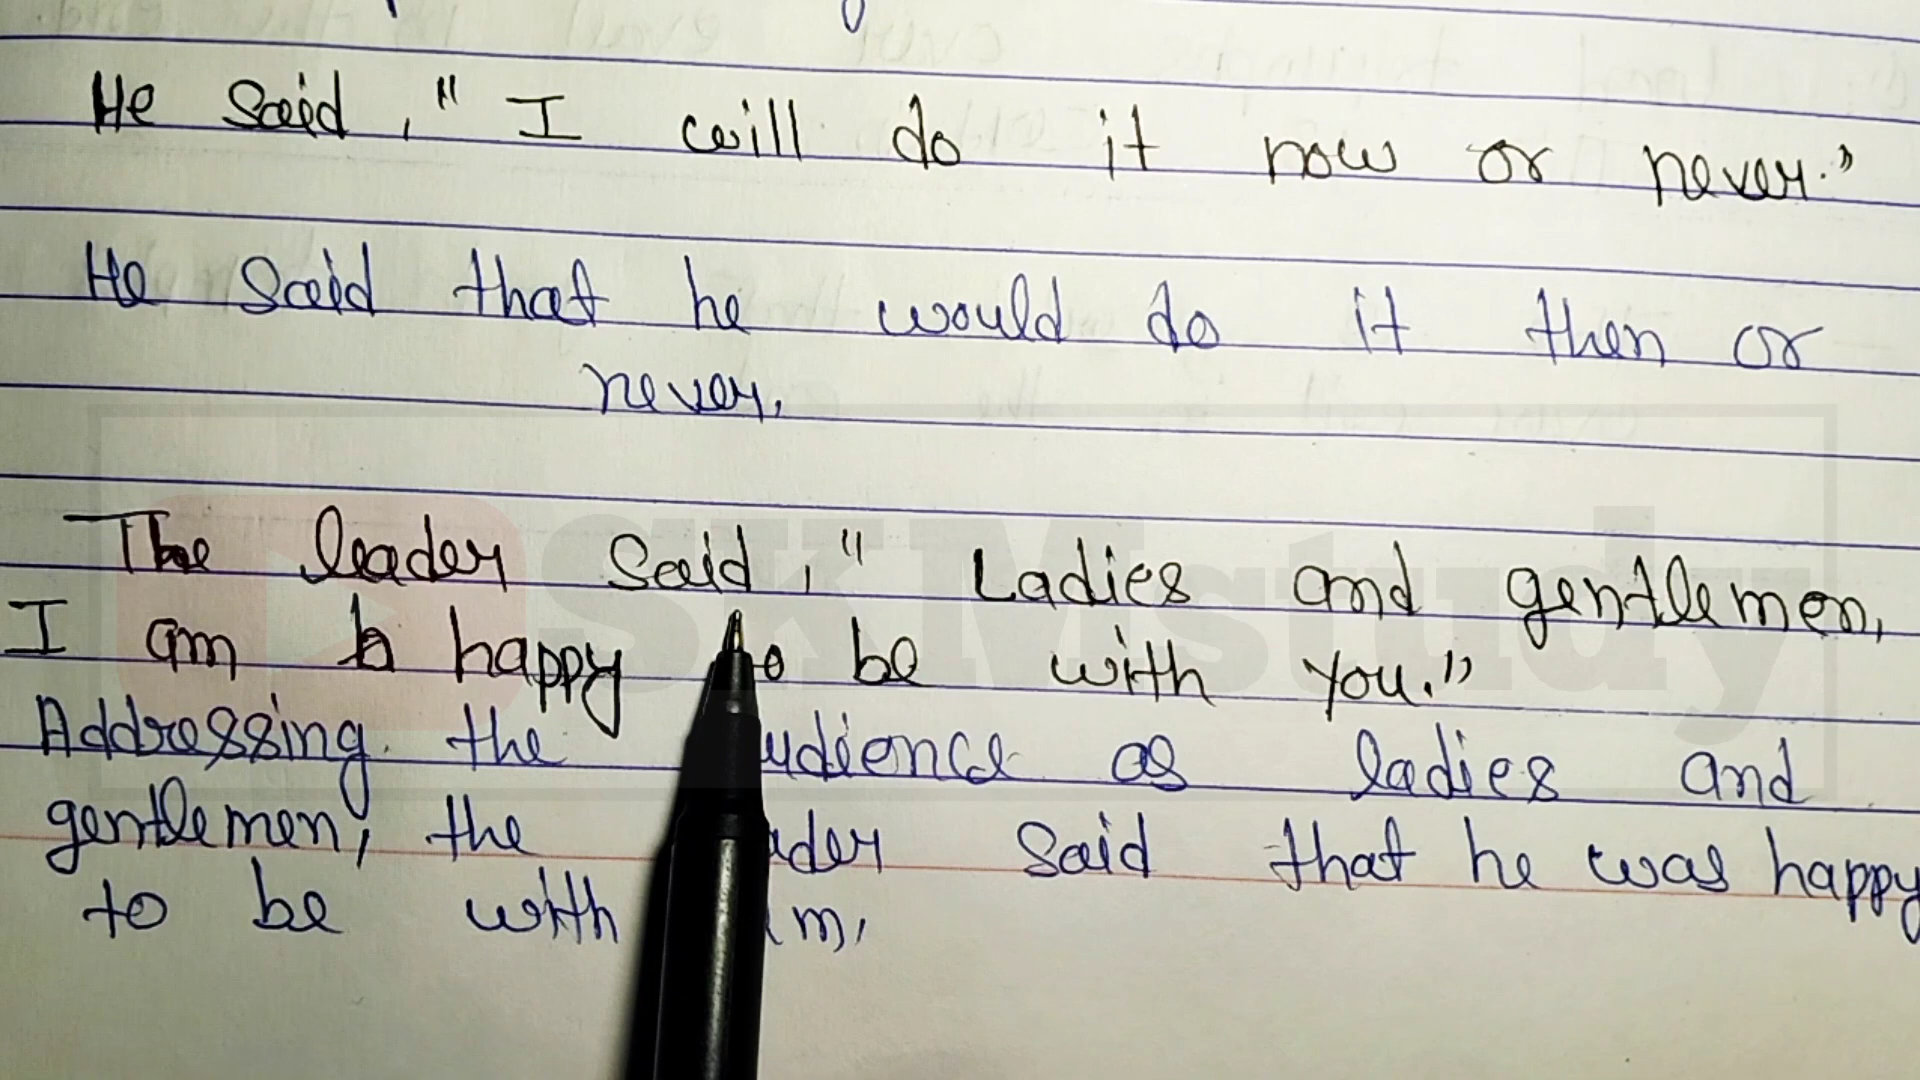 He said, "I will do it now or never."
He said that he would do it then or
never.
The leader said, " Ladies and gentlemen,
I am happy to be with you."
Addressing the audience as ladies and
gentlemen, the leader said that he was happy
to be with
SKMstudy